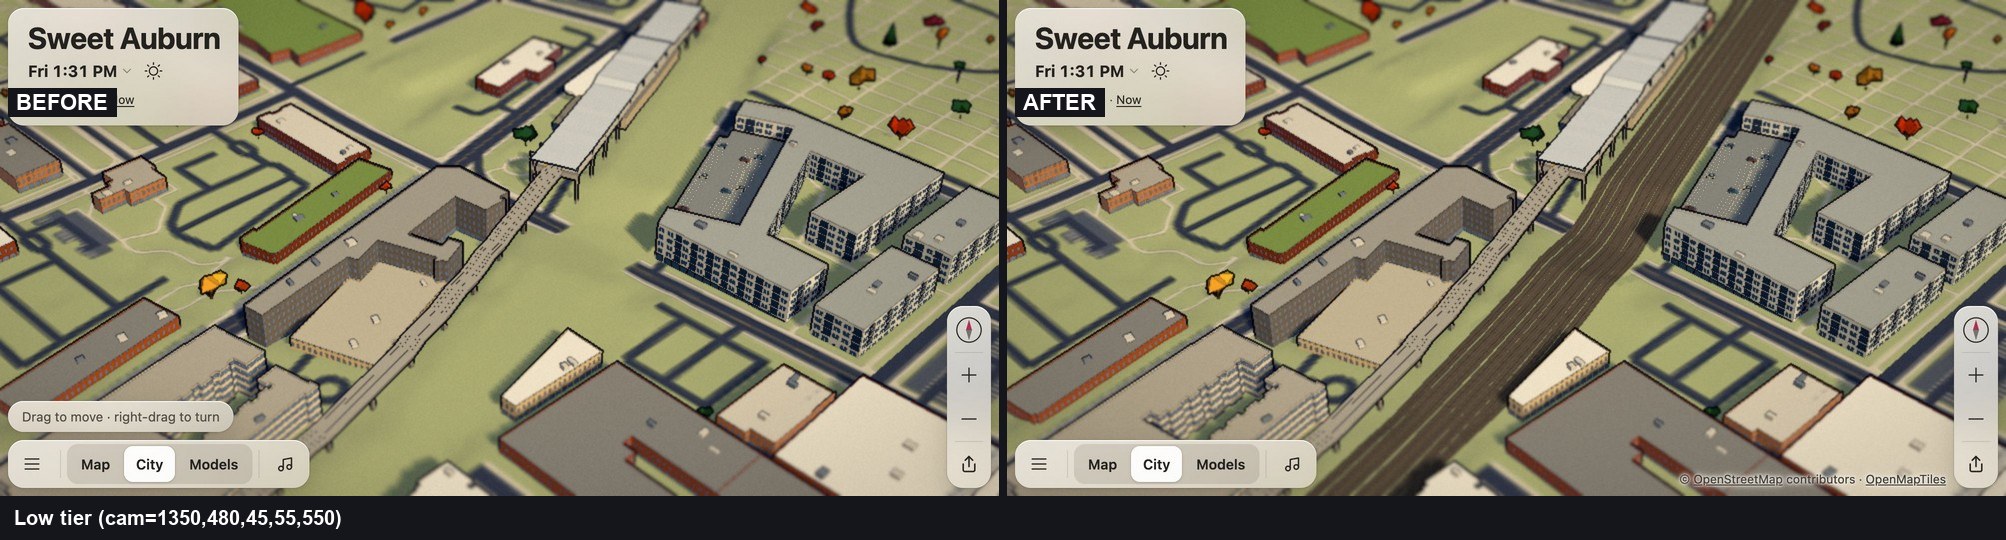 Sweet Auburn
Fri 1:31 PM
BEFORE ow
Drag to move · right-drag to turn
Map City Models
Sweet Auburn
Fri 1:31 PM
AFTER · Now
Map City Models
© OpenStreetMap contributors · OpenMapTiles
Low tier (cam=1350,480,45,55,550)